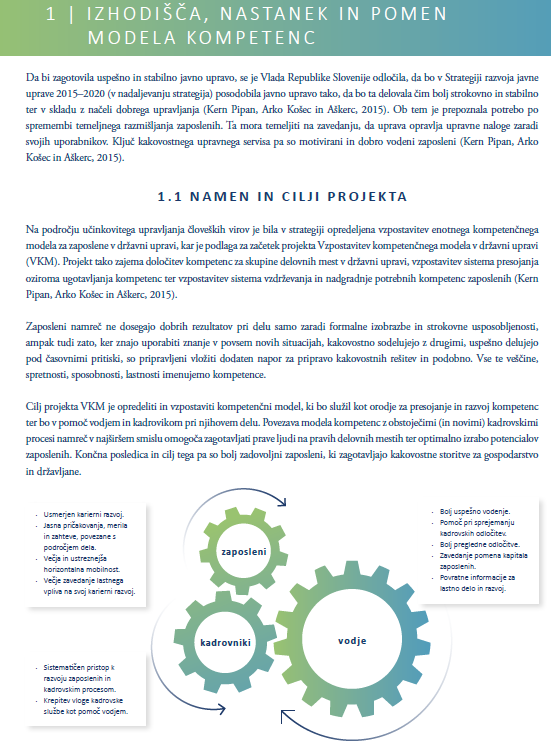 1 | IZHODIŠČA, NASTANEK IN POMEN
MODELA KOMPETENC
Da bi zagotovila uspešno in stabilno javno upravo, se je Vlada Republike Slovenije odločila, da bo v Strategiji razvoja javne
uprave 2015–2020 (v nadaljevanju strategija) posodobila javno upravo tako, da bo ta delovala čim bolj strokovno in stabilno
ter v skladu z načeli dobrega upravljanja (Kern Pipan, Arko Košec in Aškerc, 2015). Ob tem je prepoznala potrebo po
spremembi temeljnega razmišljanja zaposlenih. Ta mora temeljiti na zavedanju, da uprava opravlja upravne naloge zaradi
svojih uporabnikov. Ključ kakovostnega upravnega servisa pa so motivirani in dobro vodeni zaposleni (Kern Pipan, Arko
Košec in Aškerc, 2015).
1.1 NAMEN IN CILJI PROJEKTA
Na področju učinkovitega upravljanja človeških virov je bila v strategiji opredeljena vzpostavitev enotnega kompetenčnega
modela za zaposlene v državni upravi, kar je podlaga za začetek projekta Vzpostavitev kompetenčnega modela v državni upravi
(VKM). Projekt tako zajema določitev kompetenc za skupine delovnih mest v državni upravi, vzpostavitev sistema presojanja
oziroma ugotavljanja kompetenc ter vzpostavitev sistema vzdrževanja in nadgradnje potrebnih kompetenc zaposlenih (Kern
Pipan, Arko Košec in Aškerc, 2015).
Zaposleni namreč ne dosegajo dobrih rezultatov pri delu samo zaradi formalne izobrazbe in strokovne usposobljenosti,
ampak tudi zato, ker znajo uporabiti znanje v povsem novih situacijah, kakovostno sodelujejo z drugimi, uspešno delujejo
pod časovnimi pritiski, so pripravljeni vložiti dodaten napor za pripravo kakovostnih rešitev in podobno. Vse te veščine,
spretnosti, sposobnosti, lastnosti imenujemo kompetence.
Cilj projekta VKM je opredeliti in vzpostaviti kompetenčni model, ki bo služil kot orodje za presojanje in razvoj kompetenc
ter bo v pomoč vodjem in kadrovikom pri njihovem delu. Povezava modela kompetenc z obstoječimi (in novimi) kadrovskimi
procesi namreč v najširšem smislu omogoča zagotavljati prave ljudi na pravih delovnih mestih ter optimalno izrabo potencialov
zaposlenih. Končna posledica in cilj tega pa so bolj zadovoljni zaposleni, ki zagotavljajo kakovostne storitve za gospodarstvo
in državljane.
· Usmerjen karierni razvoj.
· Jasna pričakovanja, merila
in zahteve, povezane s
področjem dela.
· Večja in ustreznejša
horizontalna mobilnost.
· Večje zavedanje lastnega
vpliva na svoj karierni razvoj.
zaposleni
· Bolj uspešno vodenje.
· Pomoč pri sprejemanju
kadrovskih odločitev.
· Bolj pregledne odločitve.
· Zavedanje pomena kapitala
zaposlenih.
· Povratne informacije za
lastno delo in razvoj.
kadrovniki
vodje
· Sistematičen pristop k
razvoju zaposlenih in
kadrovskim procesom.
· Krepitev vloge kadrovske
službe kot pomoč vodjem.